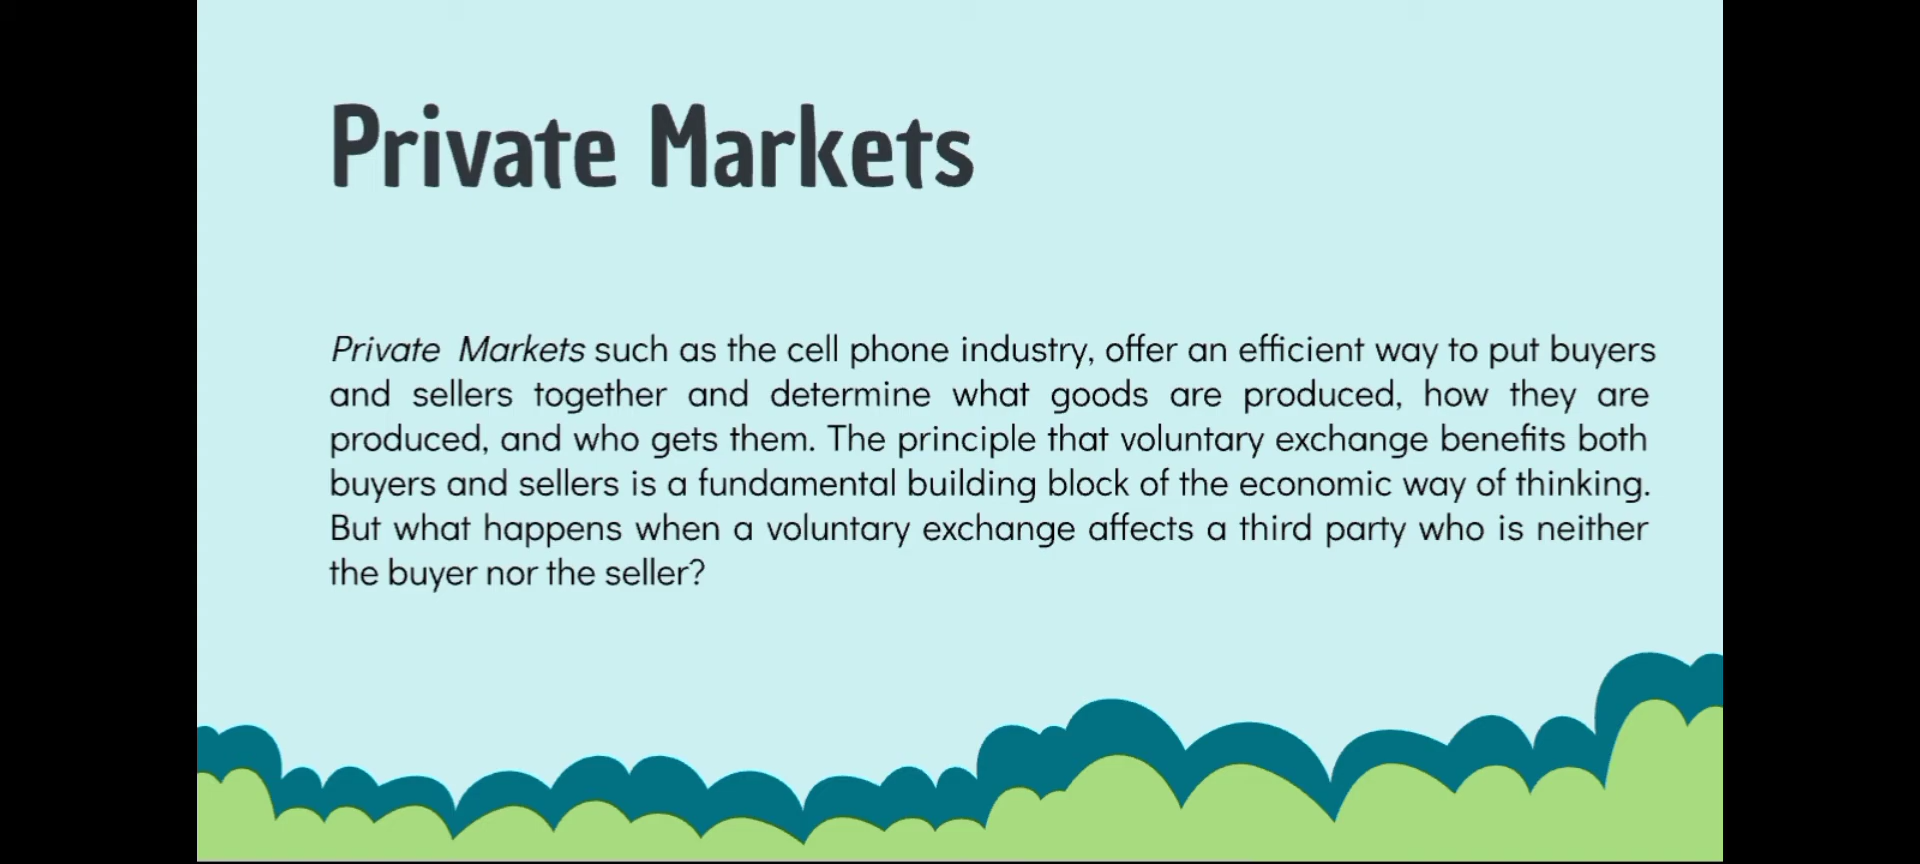 Private Markets
Private Markets such as the cell phone industry, offer an efficient way to put buyers
and sellers together and determine what goods are produced, how they are
produced, and who gets them. The principle that voluntary exchange benefits both
buyers and sellers is a fundamental building block of the economic way of thinking.
But what happens when a voluntary exchange affects a third party who is neither
the buyer nor the seller?